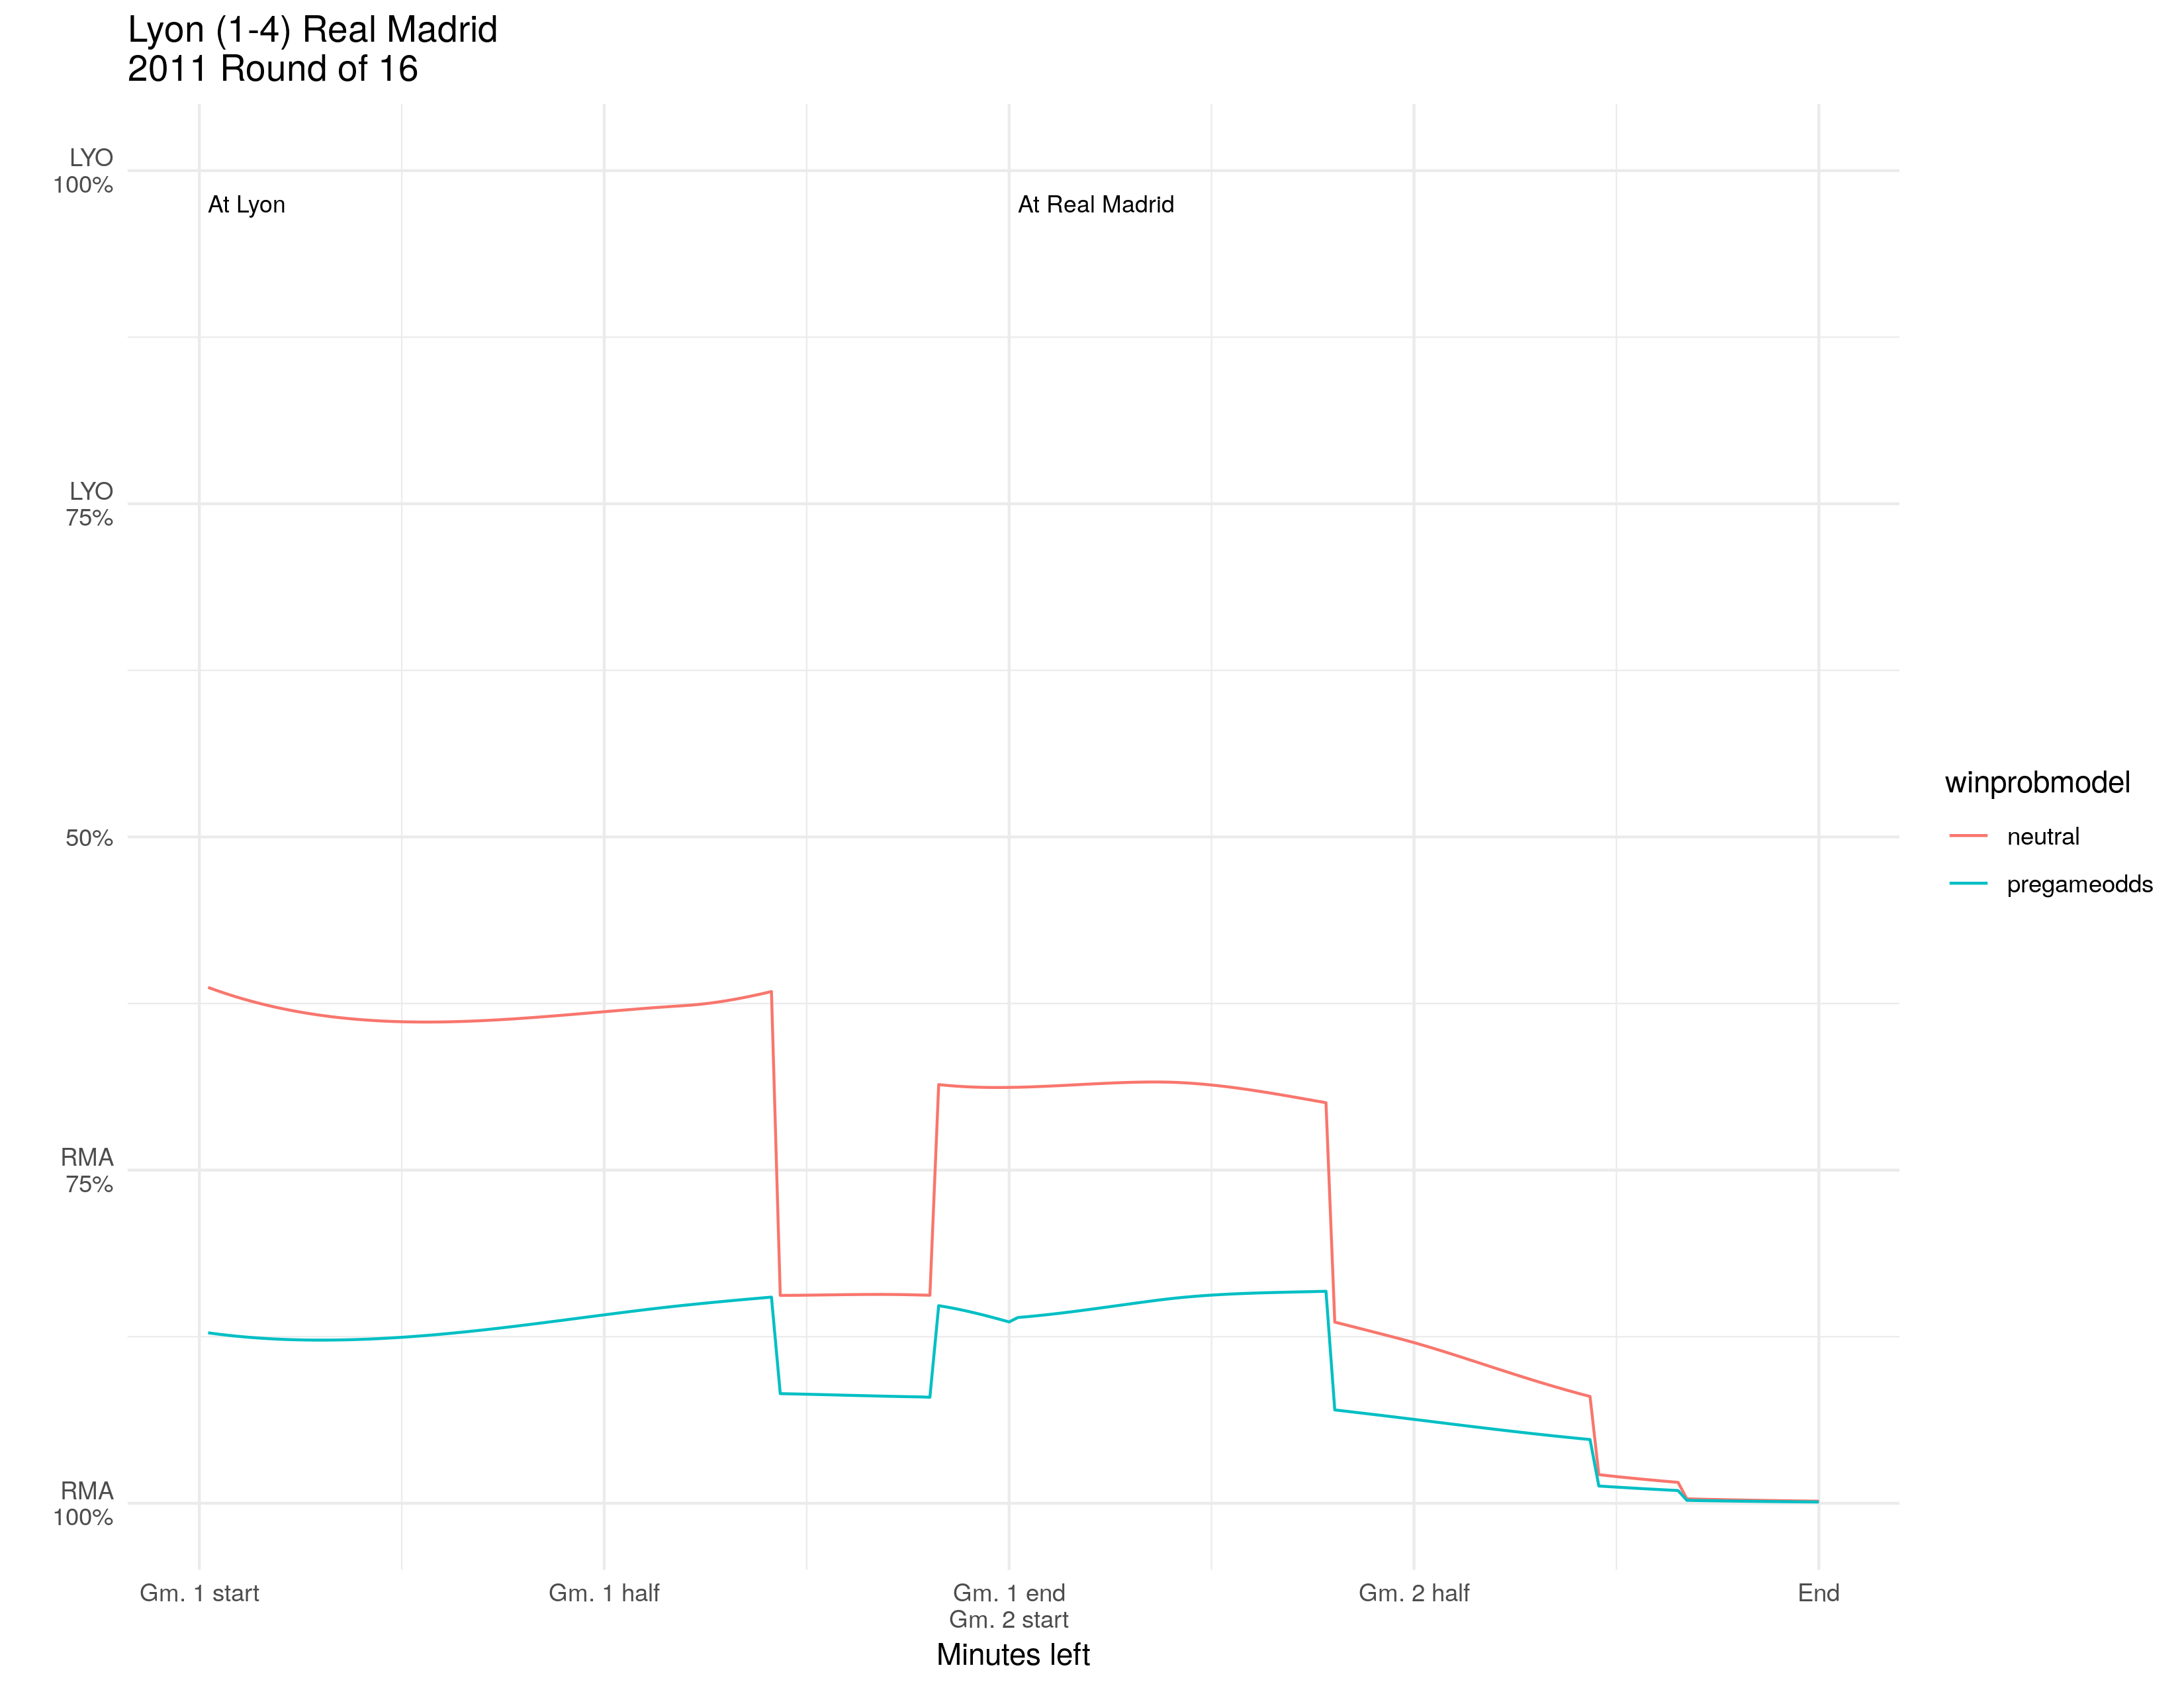 Lyon (1-4) Real Madrid
2011 Round of 16
LYO
100%
At Lyon
At Real Madrid
LYO
75%
50%
RMA
75%
RMA
100%
winprobmodel
neutral
pregameodds
Gm. 1 start
Gm. 1 half
Gm. 1 end
Gm. 2 start
Gm. 2 half
End
Minutes left